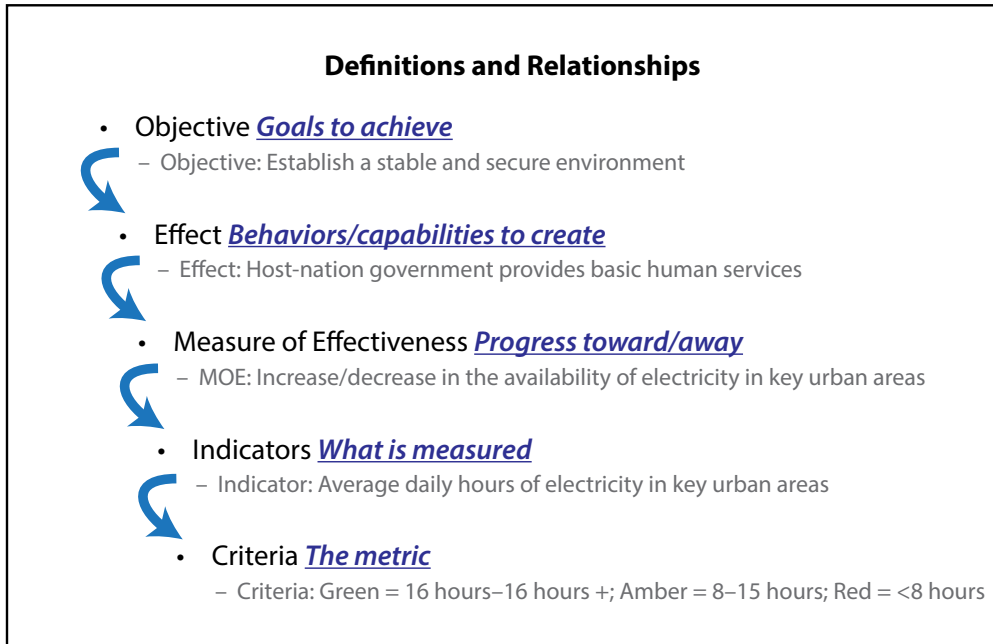 Definitions and Relationships
• Objective Goals to achieve
– Objective: Establish a stable and secure environment
• Effect Behaviors/capabilities to create
– Effect: Host-nation government provides basic human services
• Measure of Effectiveness Progress toward/away
– MOE: Increase/decrease in the availability of electricity in key urban areas
• Indicators What is measured
– Indicator: Average daily hours of electricity in key urban areas
• Criteria The metric
– Criteria: Green = 16 hours–16 hours +; Amber = 8–15 hours; Red = <8 hours